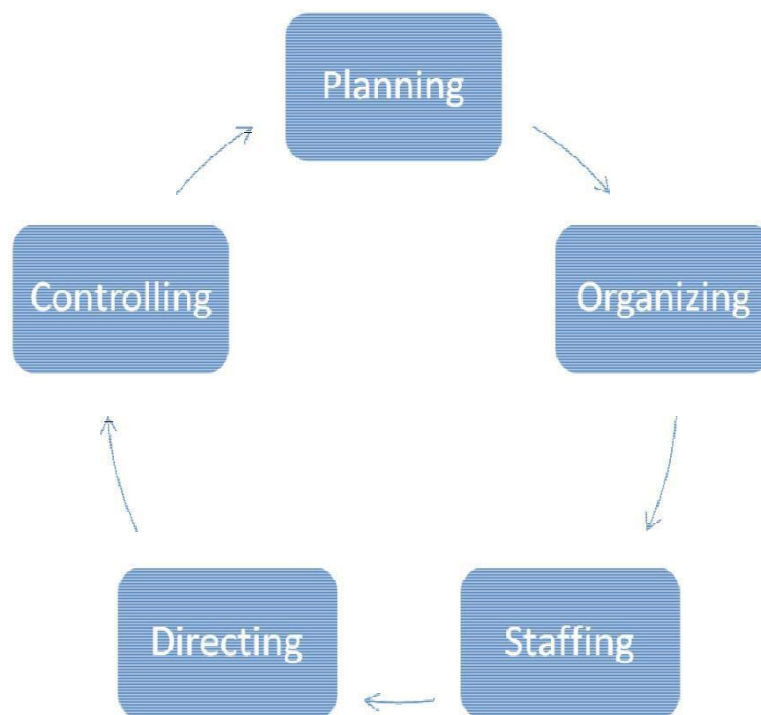 Planning
Organizing
Staffing
Directing
Controlling